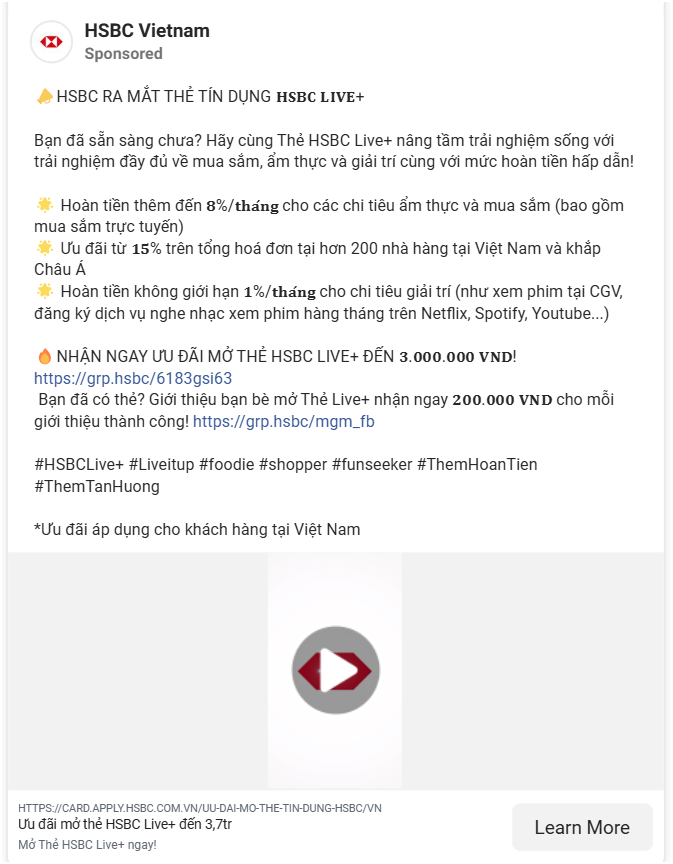 HSBC Vietnam
Sponsored
📣HSBC RA MẮT THẺ TÍN DỤNG 𝐇𝐒𝐁𝐂 𝐋𝐈𝐕𝐄+
Bạn đã sẵn sàng chưa? Hãy cùng Thẻ HSBC Live+ nâng tầm trải nghiệm sống với
trải nghiệm đầy đủ về mua sắm, ẩm thực và giải trí cùng với mức hoàn tiền hấp dẫn!
🌟 Hoàn tiền thêm đến 𝟖%/𝐭𝐡𝐚́𝐧𝐠 cho các chi tiêu ẩm thực và mua sắm (bao gồm
mua sắm trực tuyến)
🌟 Ưu đãi từ 𝟏𝟓% trên tổng hoá đơn tại hơn 200 nhà hàng tại Việt Nam và khắp
Châu Á
🌟 Hoàn tiền không giới hạn 𝟏%/𝐭𝐡𝐚́𝐧𝐠 cho chi tiêu giải trí (như xem phim tại CGV,
đăng ký dịch vụ nghe nhạc xem phim hàng tháng trên Netflix, Spotify, Youtube...)
🔥NHẬN NGAY ƯU ĐÃI MỞ THẺ HSBC LIVE+ ĐẾN 𝟑.𝟎𝟎𝟎.𝟎𝟎𝟎 𝐕𝐍𝐃!
https://grp.hsbc/6183gsi63
Bạn đã có thẻ? Giới thiệu bạn bè mở Thẻ Live+ nhận ngay 𝟐𝟎𝟎.𝟎𝟎𝟎 𝐕𝐍𝐃 cho mỗi
giới thiệu thành công! https://grp.hsbc/mgm_fb
#HSBCLive+ #Liveitup #foodie #shopper #funseeker #ThemHoanTien
#ThemTanHuong
*Ưu đãi áp dụng cho khách hàng tại Việt Nam
HTTPS://CARD.APPLY.HSBC.COM.VN/UU-DAI-MO-THE-TIN-DUNG-HSBC/VN
Ưu đãi mở thẻ HSBC Live+ đến 3,7tr
Mở Thẻ HSBC Live+ ngay!
Learn More